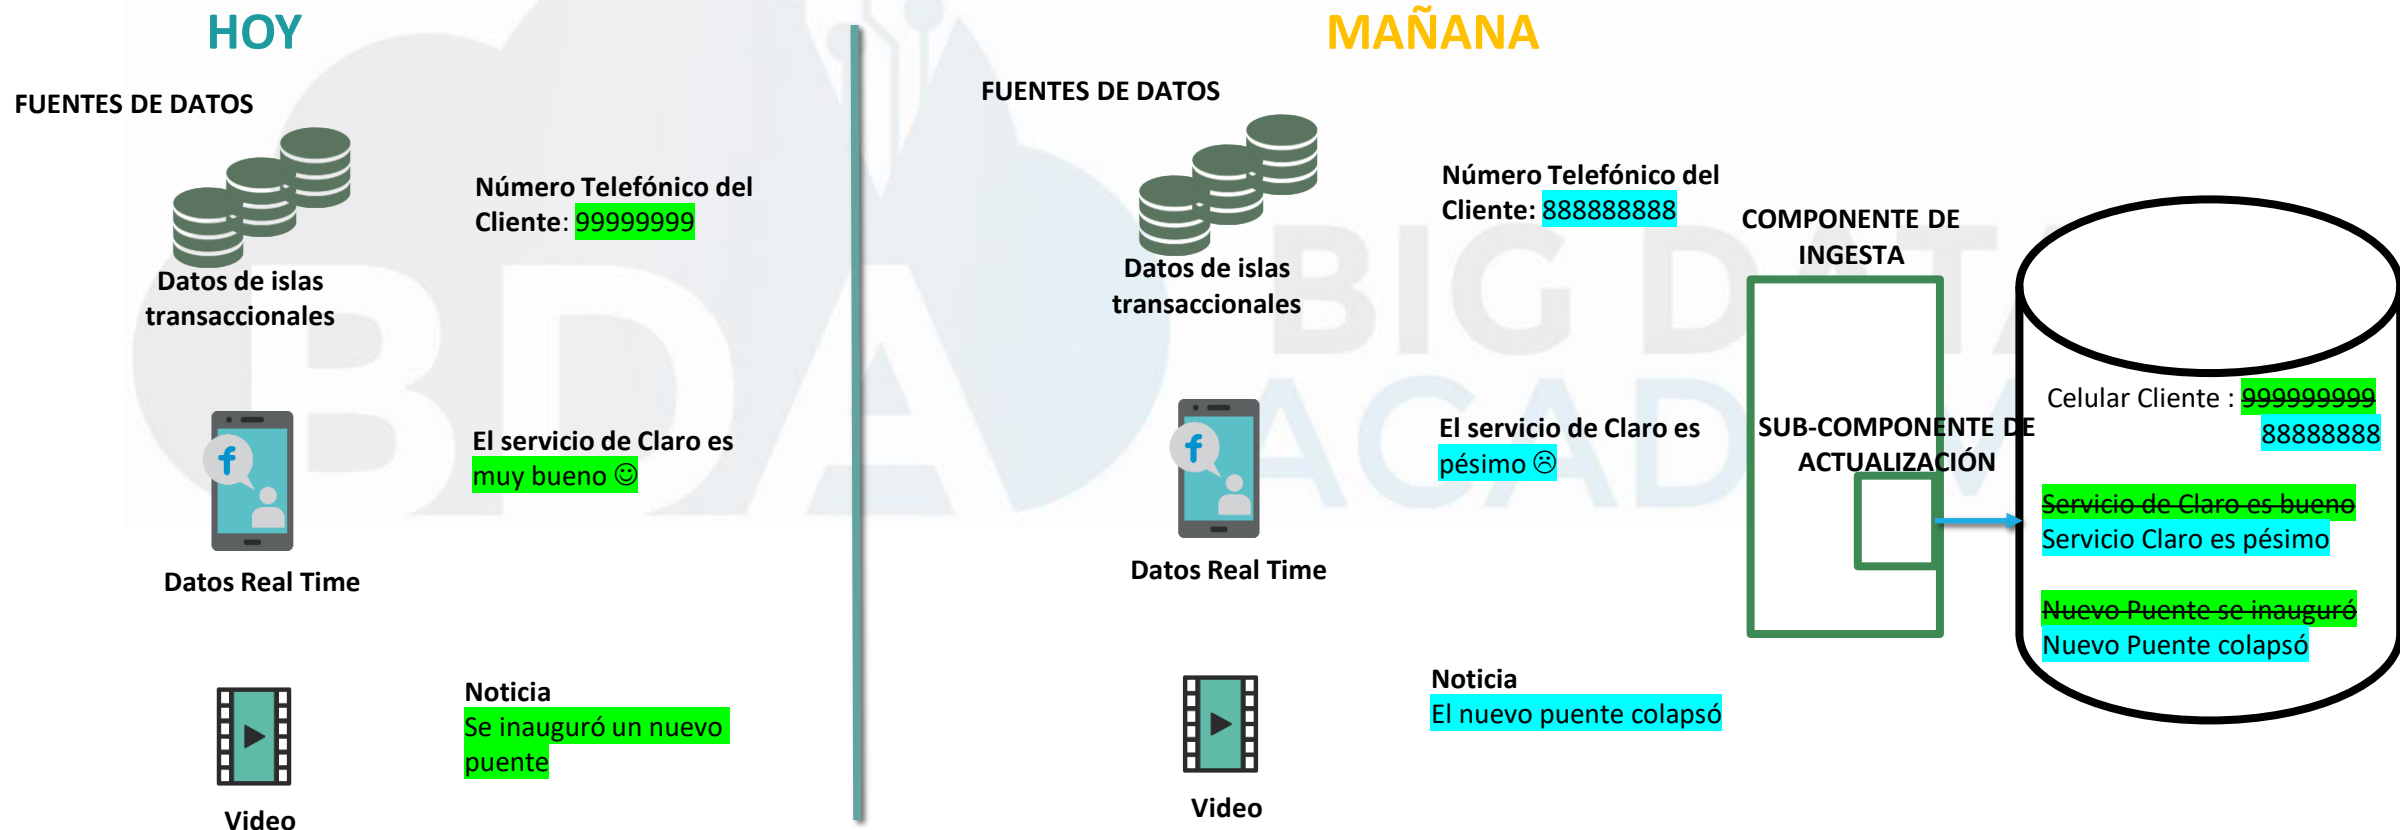 HOY
FUENTES DE DATOS
Número Telefónico del
Cliente: 99999999
Datos de islas
transaccionales
El servicio de Claro es
muy bueno ☺
Datos Real Time
Noticia
Se inauguró un nuevo
puente
Video
MAÑANA
FUENTES DE DATOS
Número Telefónico del
Cliente: 888888888
Datos de islas
transaccionales
El servicio de Claro es
pésimo ☹
Datos Real Time
Noticia
El nuevo puente colapsó
Video
COMPONENTE DE
INGESTA
SUB-COMPONENTE DE
ACTUALIZACIÓN
Celular Cliente : 999999999
88888888
Servicio de Claro es bueno
Servicio Claro es pésimo
Nuevo Puente se inauguró
Nuevo Puente colapsó
BDA
BIG DATA